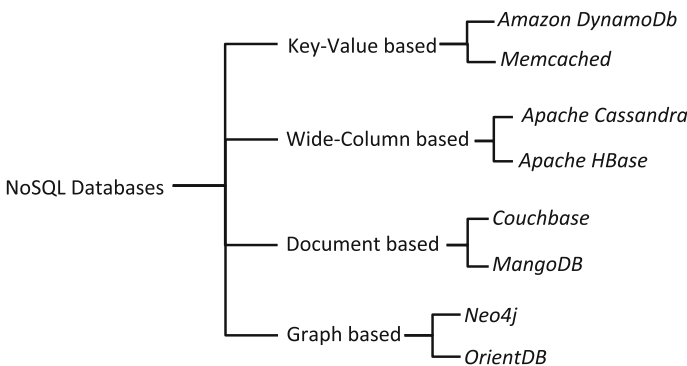 NoSQL Databases
Key-Value based
Amazon DynamoDb
Memcached
Wide-Column based
Apache Cassandra
Apache HBase
Document based
Couchbase
MangoDB
Graph based
Neo4j
OrientDB